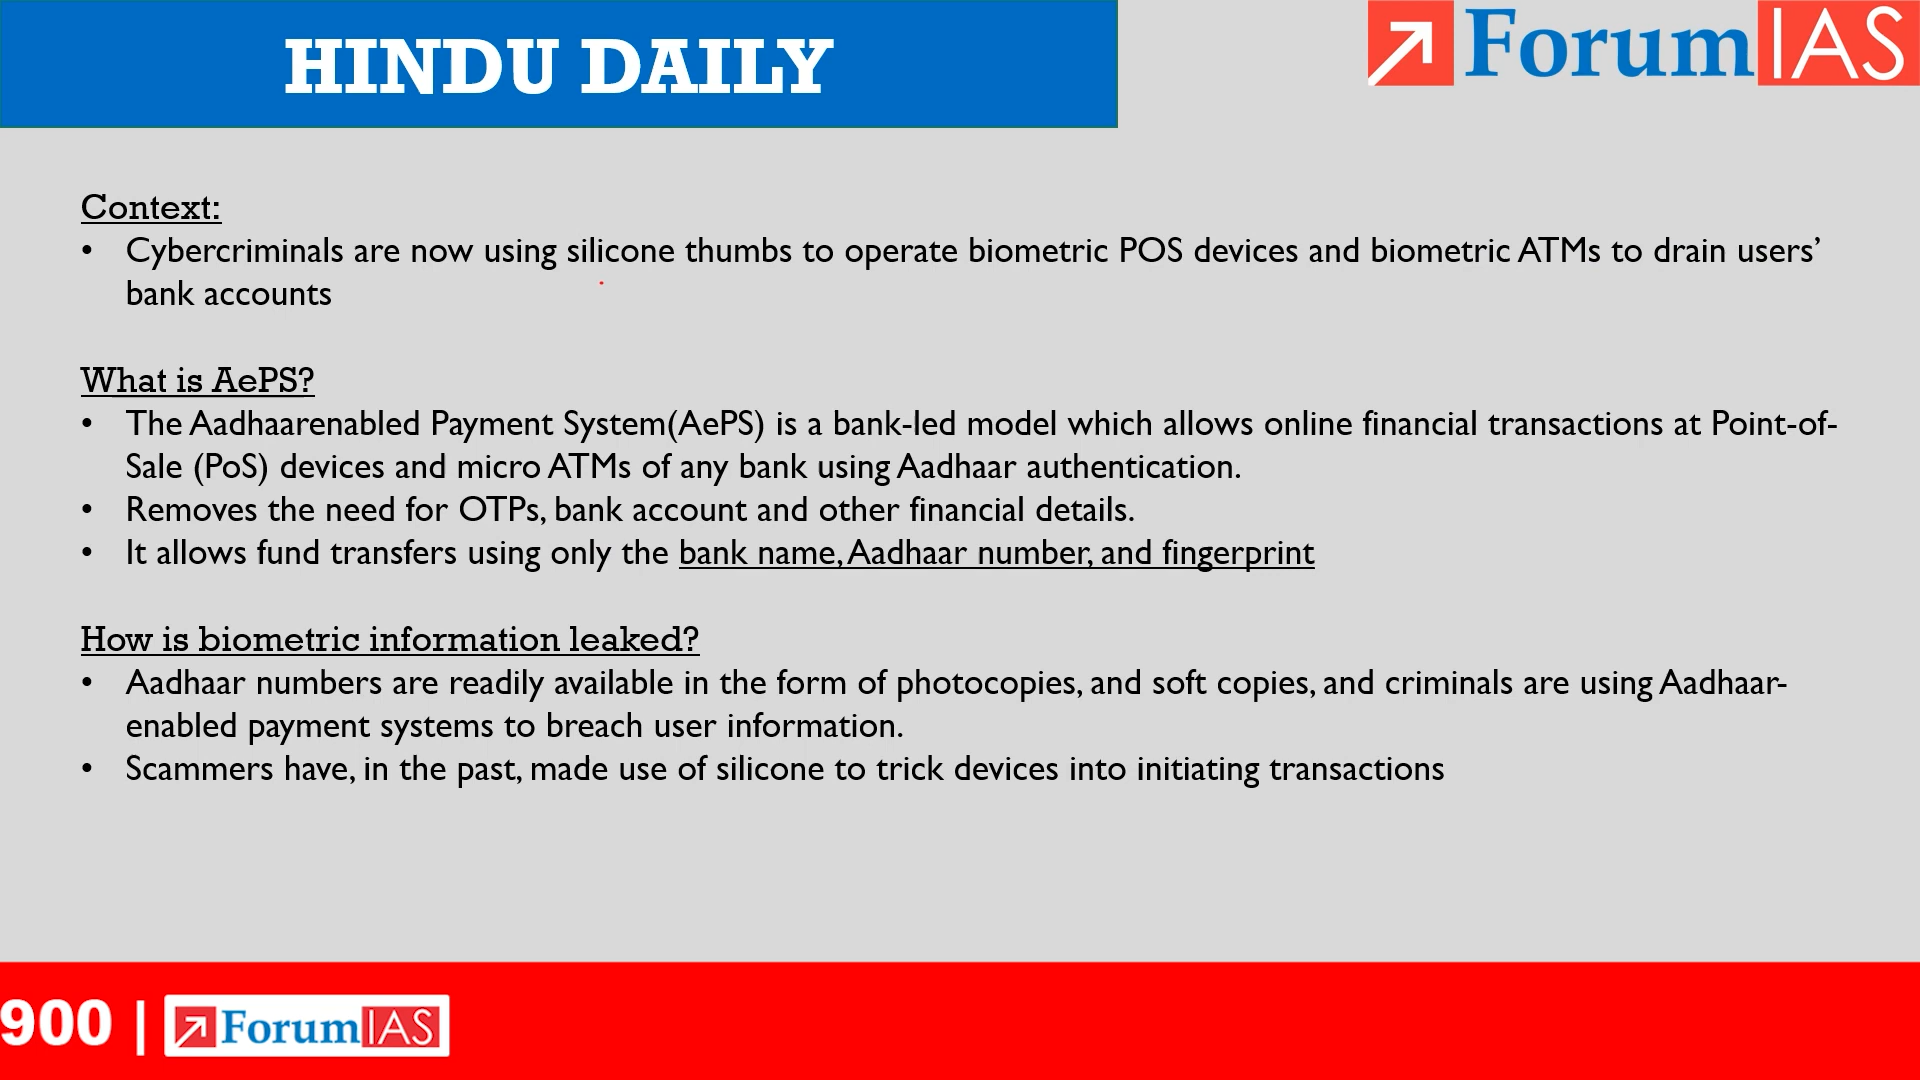 HINDU DAILY
ForumIAS
Context:
• Cybercriminals are now using silicone thumbs to operate biometric POS devices and biometric ATMs to drain users’
bank accounts
What is AePS?
• The Aadhaarenabled Payment System(AePS) is a bank-led model which allows online financial transactions at Point-of-
Sale (PoS) devices and micro ATMs of any bank using Aadhaar authentication.
• Removes the need for OTPs, bank account and other financial details.
• It allows fund transfers using only the bank name, Aadhaar number, and fingerprint
How is biometric information leaked?
• Aadhaar numbers are readily available in the form of photocopies, and soft copies, and criminals are using Aadhaar-
enabled payment systems to breach user information.
• Scammers have, in the past, made use of silicone to trick devices into initiating transactions
900 | ForumIAS